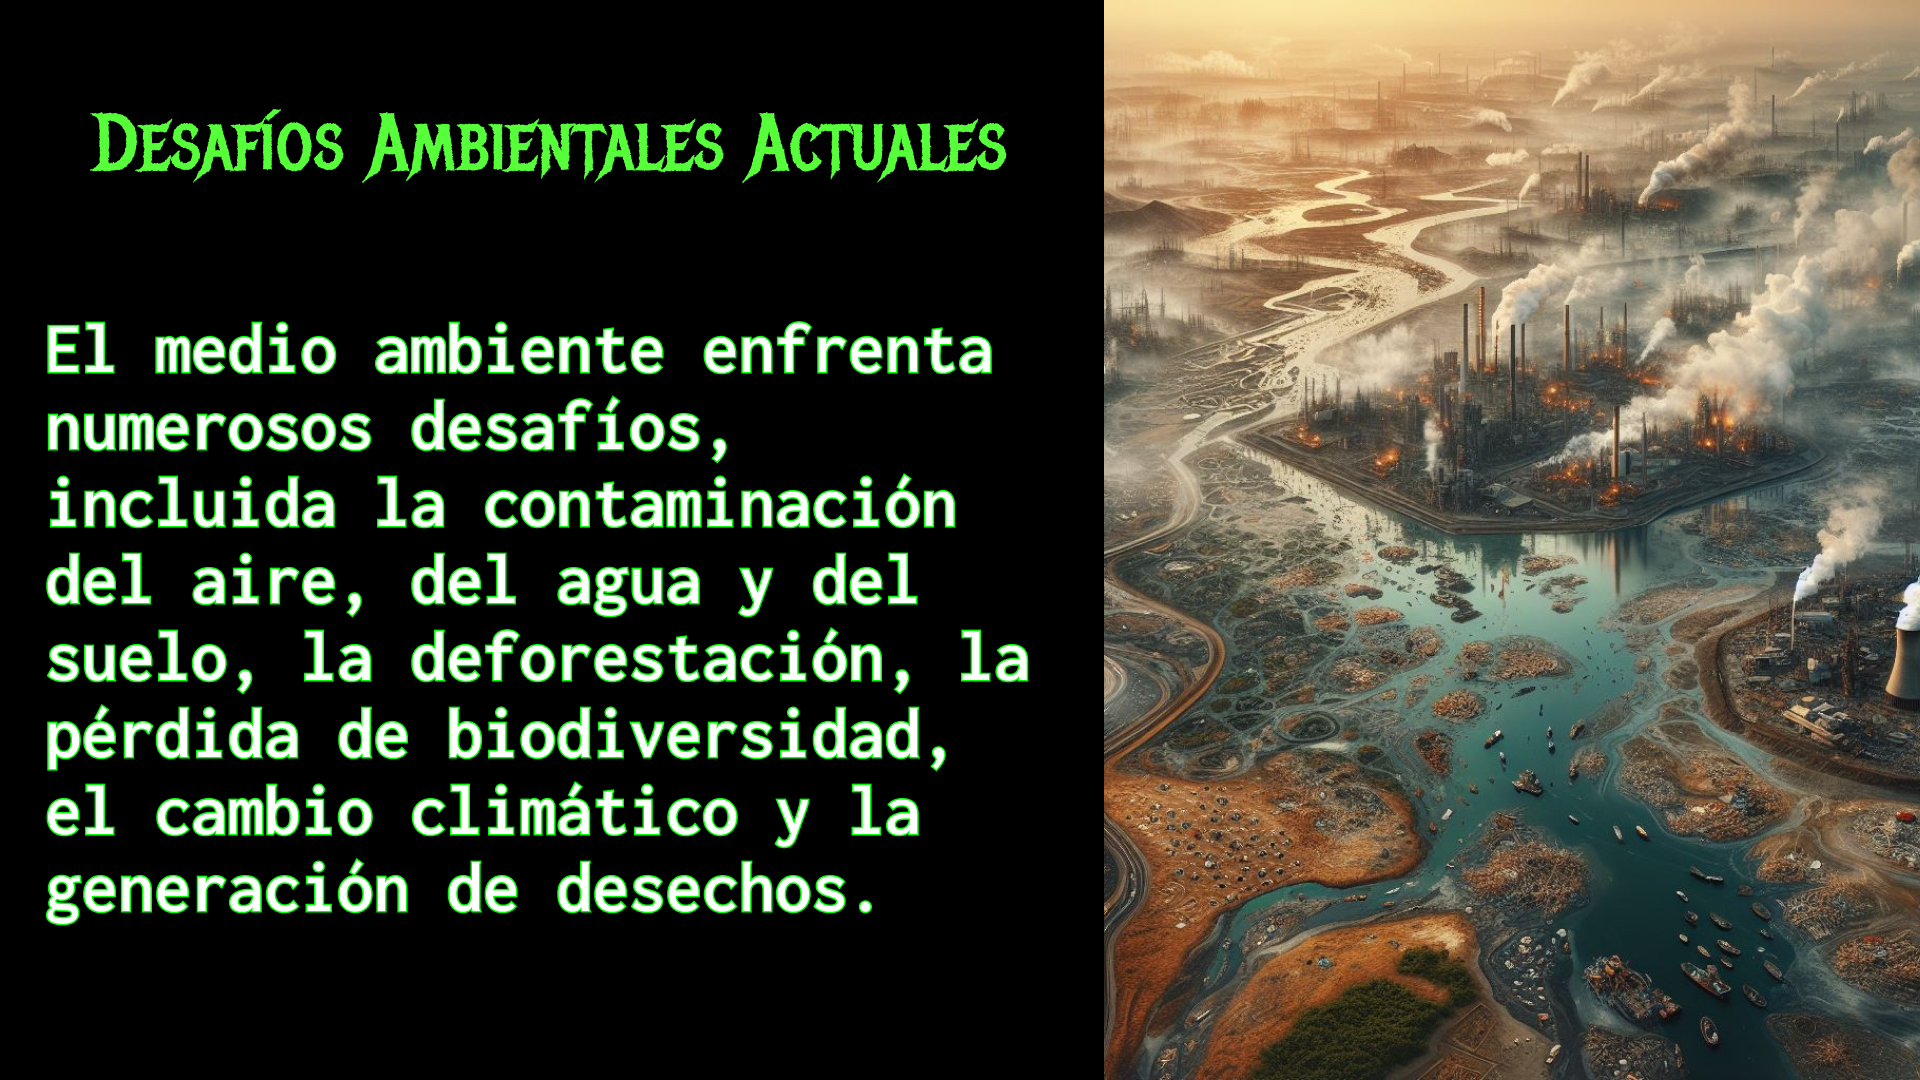 Desafíos Ambientales Actuales
El medio ambiente enfrenta
numerosos desafíos,
incluida la contaminación
del aire, del agua y del
suelo, la deforestación, la
pérdida de biodiversidad,
el cambio climático y la
generación de desechos.